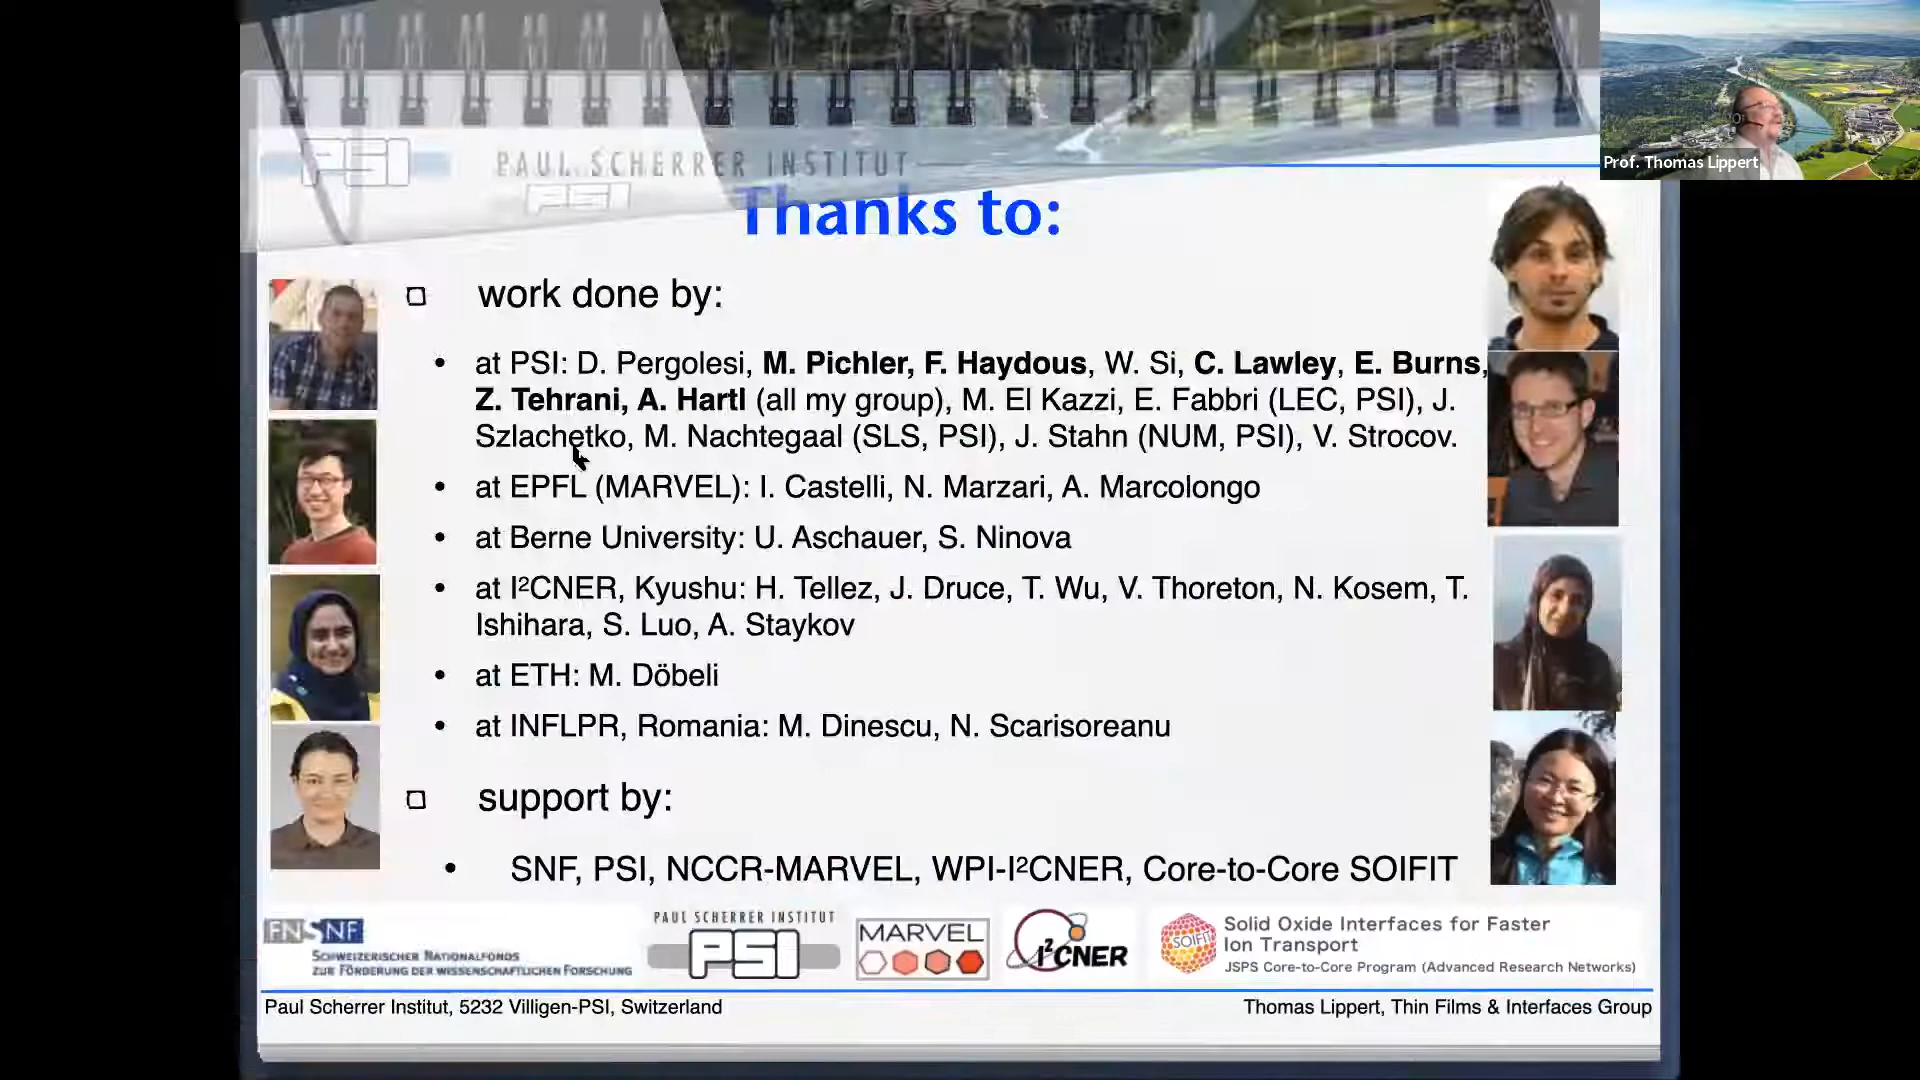 Prof. Thomas Lippert
PSI
PAUL SCHERRER INSTITUT
PSI
Thanks to:
work done by:
• at PSI: D. Pergolesi, M. Pichler, F. Haydous, W. Si, C. Lawley, E. Burns,
Z. Tehrani, A. Hartl (all my group), M. El Kazzi, E. Fabbri (LEC, PSI), J.
Szlachetko, M. Nachtegaal (SLS, PSI), J. Stahn (NUM, PSI), V. Strocov.
• at EPFL (MARVEL): I. Castelli, N. Marzari, A. Marcolongo
• at Berne University: U. Aschauer, S. Ninova
• at I²CNER, Kyushu: H. Tellez, J. Druce, T. Wu, V. Thoreton, N. Kosem, T.
Ishihara, S. Luo, A. Staykov
• at ETH: M. Döbeli
• at INFLPR, Romania: M. Dinescu, N. Scarisoreanu
support by:
• SNF, PSI, NCCR-MARVEL, WPI-I²CNER, Core-to-Core SOIFIT
FNSNF
SCHWEIZERISCHER NATIONALFONDS
ZUR FÖRDERUNG DER WISSENSCHAFTLICHEN FORSCHUNG
PAUL SCHERRER INSTITUT
PSI
MARVEL
I²CNER
SOIFIT
Solid Oxide Interfaces for Faster
Ion Transport
JSPS Core-to-Core Program (Advanced Research Networks)
Paul Scherrer Institut, 5232 Villigen-PSI, Switzerland
Thomas Lippert, Thin Films & Interfaces Group